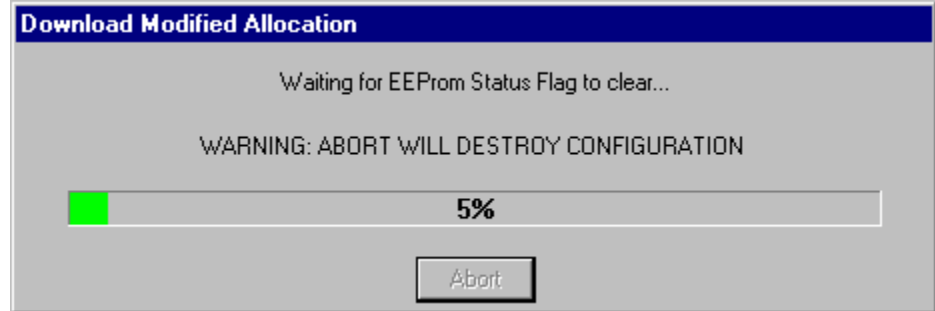 Download Modified Allocation
Waiting for EEProm Status Flag to clear...
WARNING: ABORT WILL DESTROY CONFIGURATION
5%
Abort